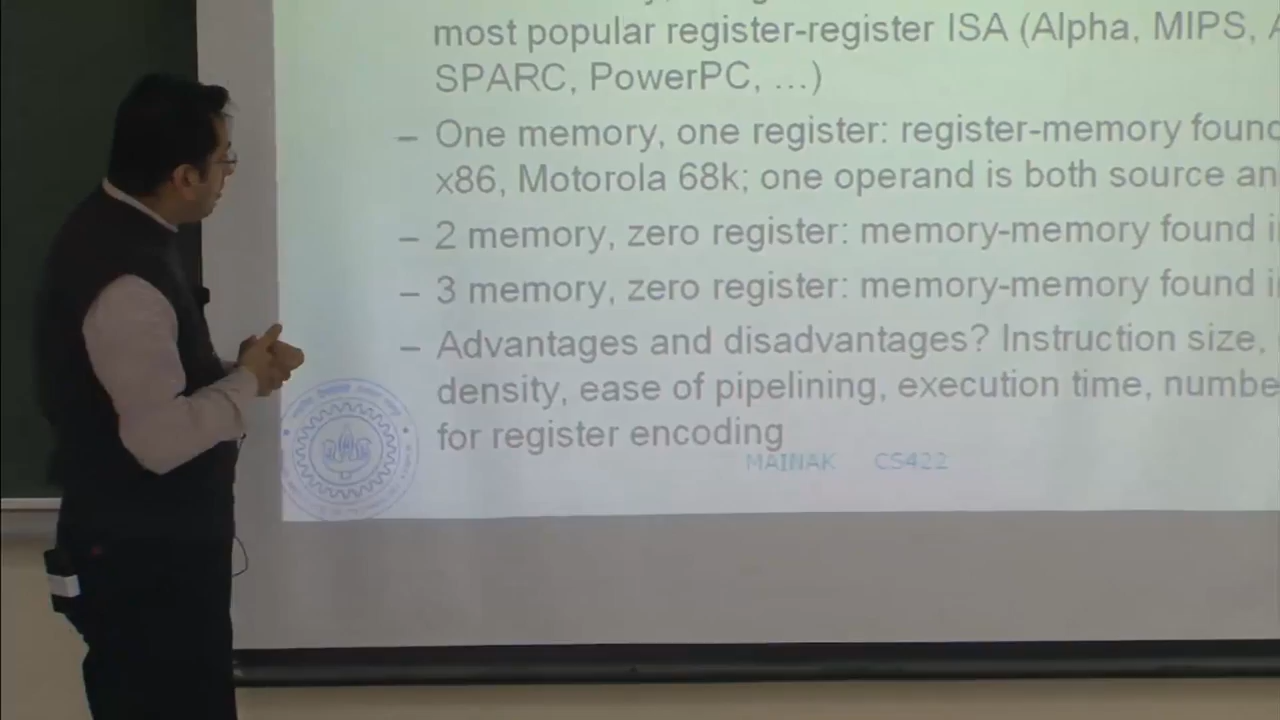 most popular register-register ISA (Alpha, MIPS,
SPARC, PowerPC, ...)
– One memory, one register: register-memory found
x86, Motorola 68k; one operand is both source an
– 2 memory, zero register: memory-memory found
– 3 memory, zero register: memory-memory found
– Advantages and disadvantages? Instruction size,
density, ease of pipelining, execution time, numbe
for register encoding
MAINAK CS422